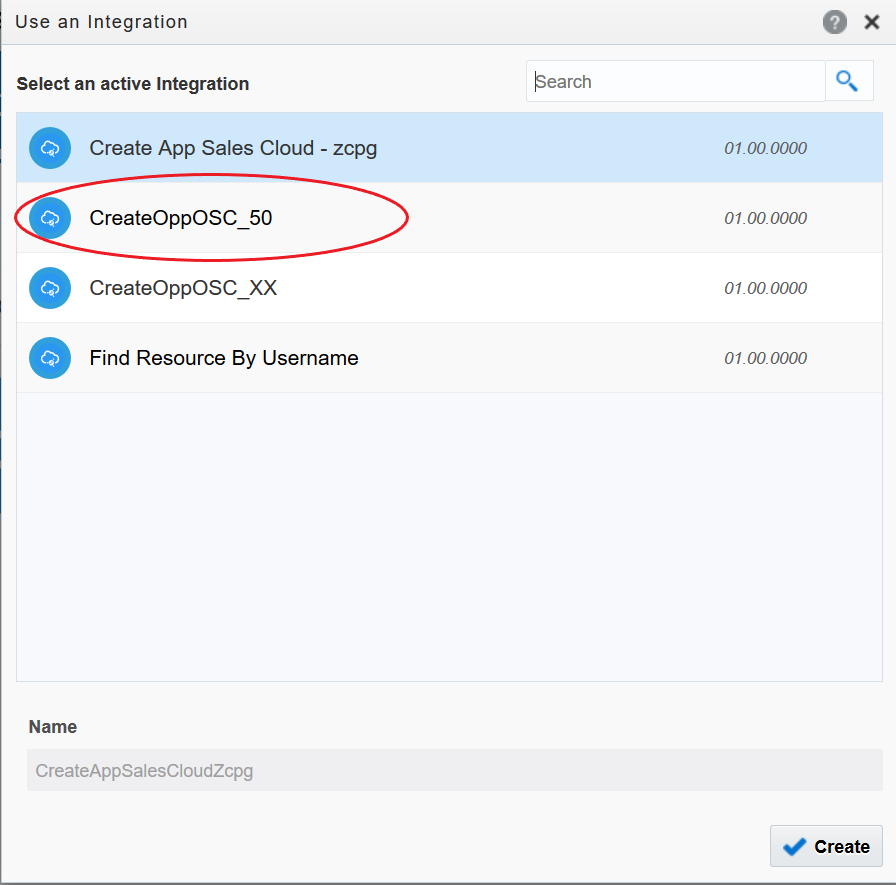 Use an Integration
?
Select an active Integration
Search
Create App Sales Cloud - zcpg 01.00.0000
CreateOppOSC_50 01.00.0000
CreateOppOSC_XX 01.00.0000
Find Resource By Username 01.00.0000
Name
CreateAppSalesCloudZcpg
Create